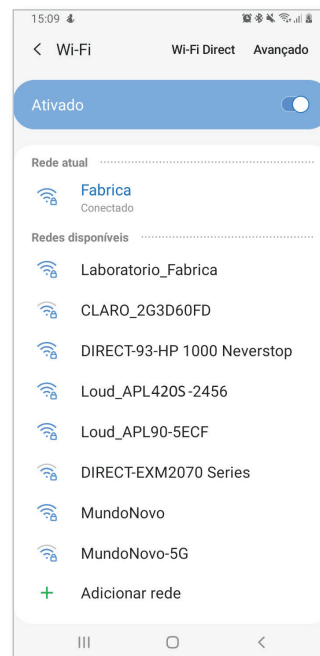 15:09
Wi-Fi Wi-Fi Direct Avançado
Ativado
Rede atual
Fabrica
Conectado
Redes disponíveis
Laboratorio_Fabrica
CLARO_2G3D60FD
DIRECT-93-HP 1000 Neverstop
Loud_APL420S-2456
Loud_APL90-5ECF
DIRECT-EXM2070 Series
MundoNovo
MundoNovo-5G
Adicionar rede